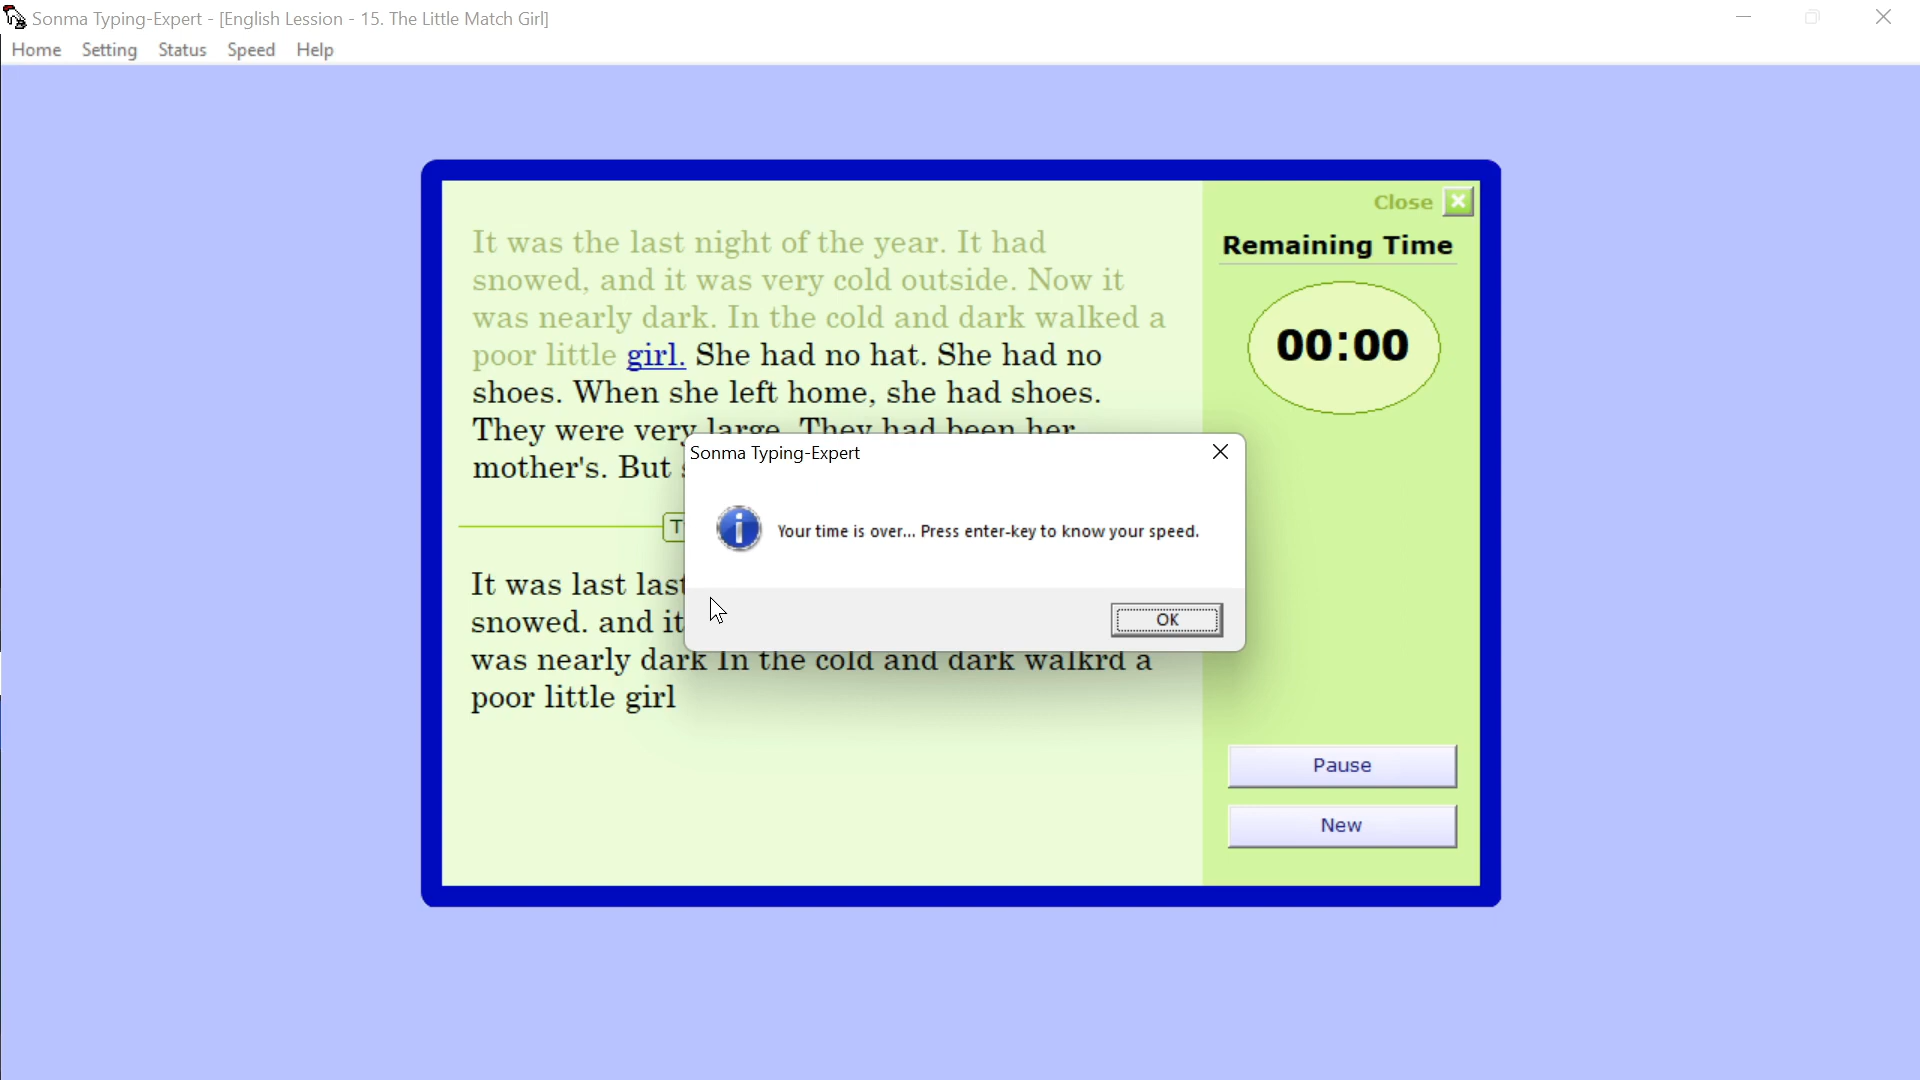 Sonma Typing-Expert - [English Lession - 15. The Little Match Girl]
Home Setting Status Speed Help
Close
Remaining Time
00:00
It was the last night of the year. It had
snowed, and it was very cold outside. Now it
was nearly dark. In the cold and dark walked a
poor little girl. She had no hat. She had no
shoes. When she left home, she had shoes.
They were very large. They had been her
mother's. But
Sonma Typing-Expert
Your time is over... Press enter-key to know your speed.
OK
It was last last
snowed. and it
was nearly dark In the cold and dark walkrd a
poor little girl
Pause
New